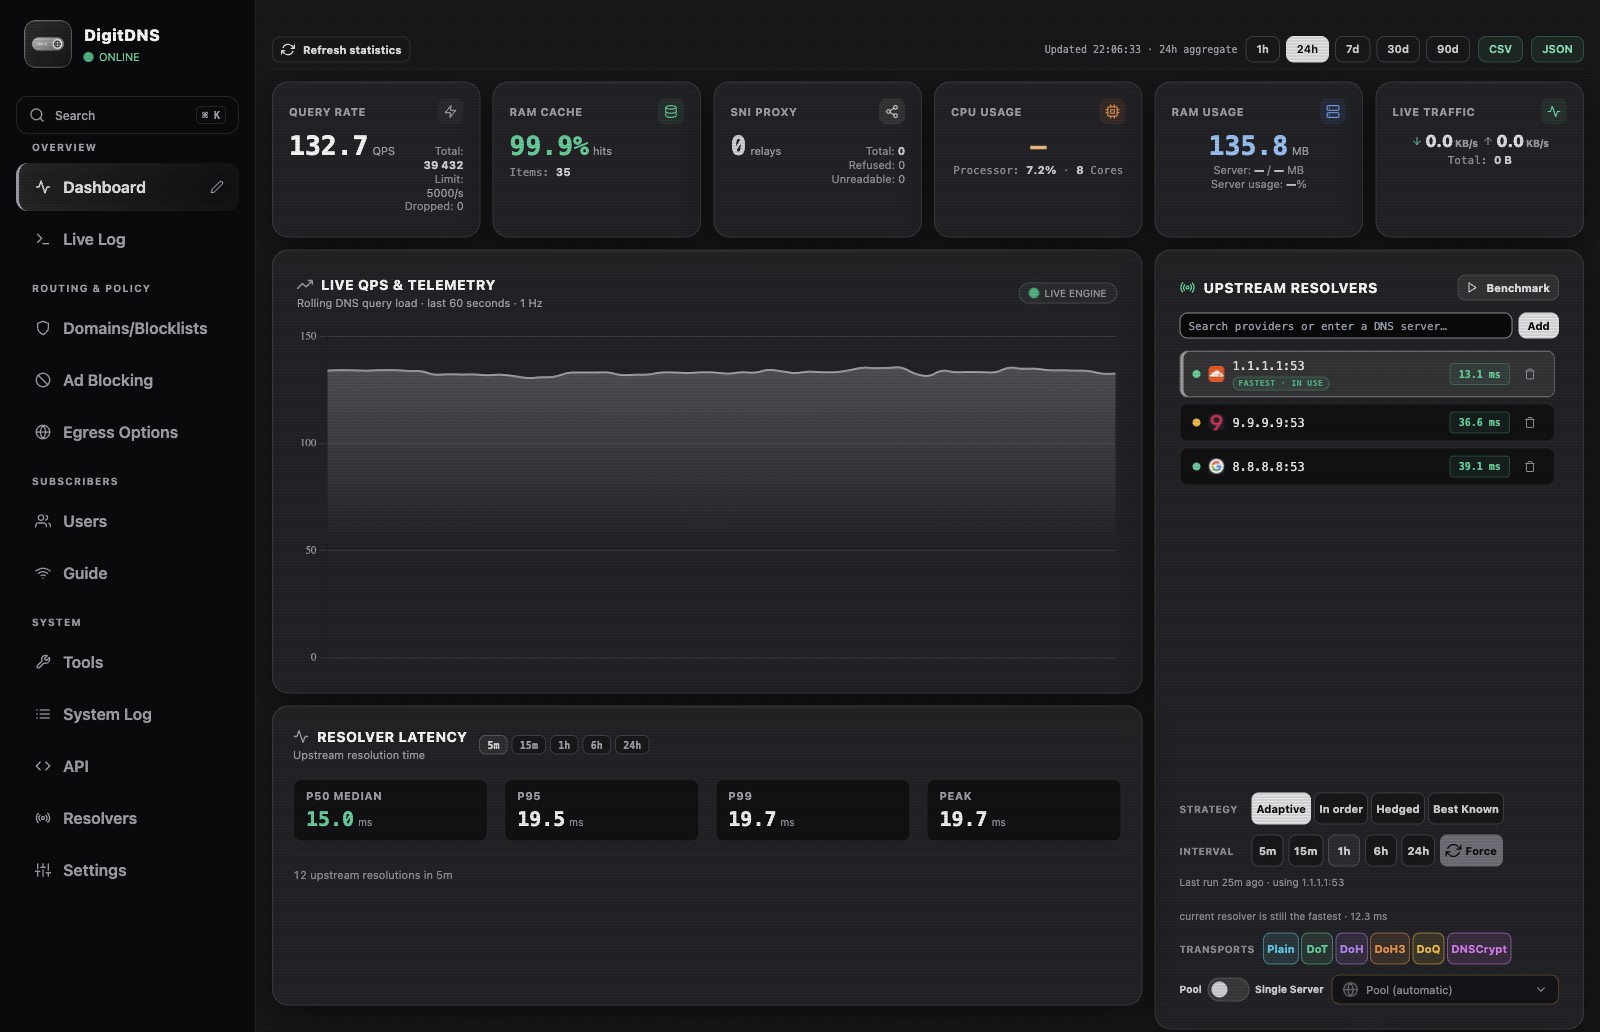 DigitDNS
ONLINE
Search ⌘ K
OVERVIEW
Dashboard
Live Log
ROUTING & POLICY
Domains/Blocklists
Ad Blocking
Egress Options
SUBSCRIBERS
Users
Guide
SYSTEM
Tools
System Log
API
Resolvers
Settings
Refresh statistics
Updated 22:06:33 · 24h aggregate 1h 24h 7d 30d 90d CSV JSON
QUERY RATE
132.7 QPS
Total:
39 432
Limit:
5000/s
Dropped: 0
RAM CACHE
99.9% hits
Items: 35
SNI PROXY
0 relays
Total: 0
Refused: 0
Unreadable: 0
CPU USAGE
—
Processor: 7.2% · 8 Cores
RAM USAGE
135.8 MB
Server: — / — MB
Server usage: —%
LIVE TRAFFIC
↓ 0.0 KB/s ↑ 0.0 KB/s
Total: 0 B
LIVE QPS & TELEMETRY
Rolling DNS query load · last 60 seconds · 1 Hz
LIVE ENGINE
150
100
50
0
RESOLVER LATENCY 5m 15m 1h 6h 24h
Upstream resolution time
P50 MEDIAN
15.0 ms
P95
19.5 ms
P99
19.7 ms
PEAK
19.7 ms
12 upstream resolutions in 5m
UPSTREAM RESOLVERS Benchmark
Search providers or enter a DNS server… Add
1.1.1.1:53 13.1 ms
FASTEST · IN USE
9.9.9.9:53 36.6 ms
8.8.8.8:53 39.1 ms
STRATEGY Adaptive In order Hedged Best Known
INTERVAL 5m 15m 1h 6h 24h Force
Last run 25m ago · using 1.1.1.1:53
current resolver is still the fastest · 12.3 ms
TRANSPORTS Plain DoT DoH DoH3 DoQ DNSCrypt
Pool Single Server Pool (automatic)